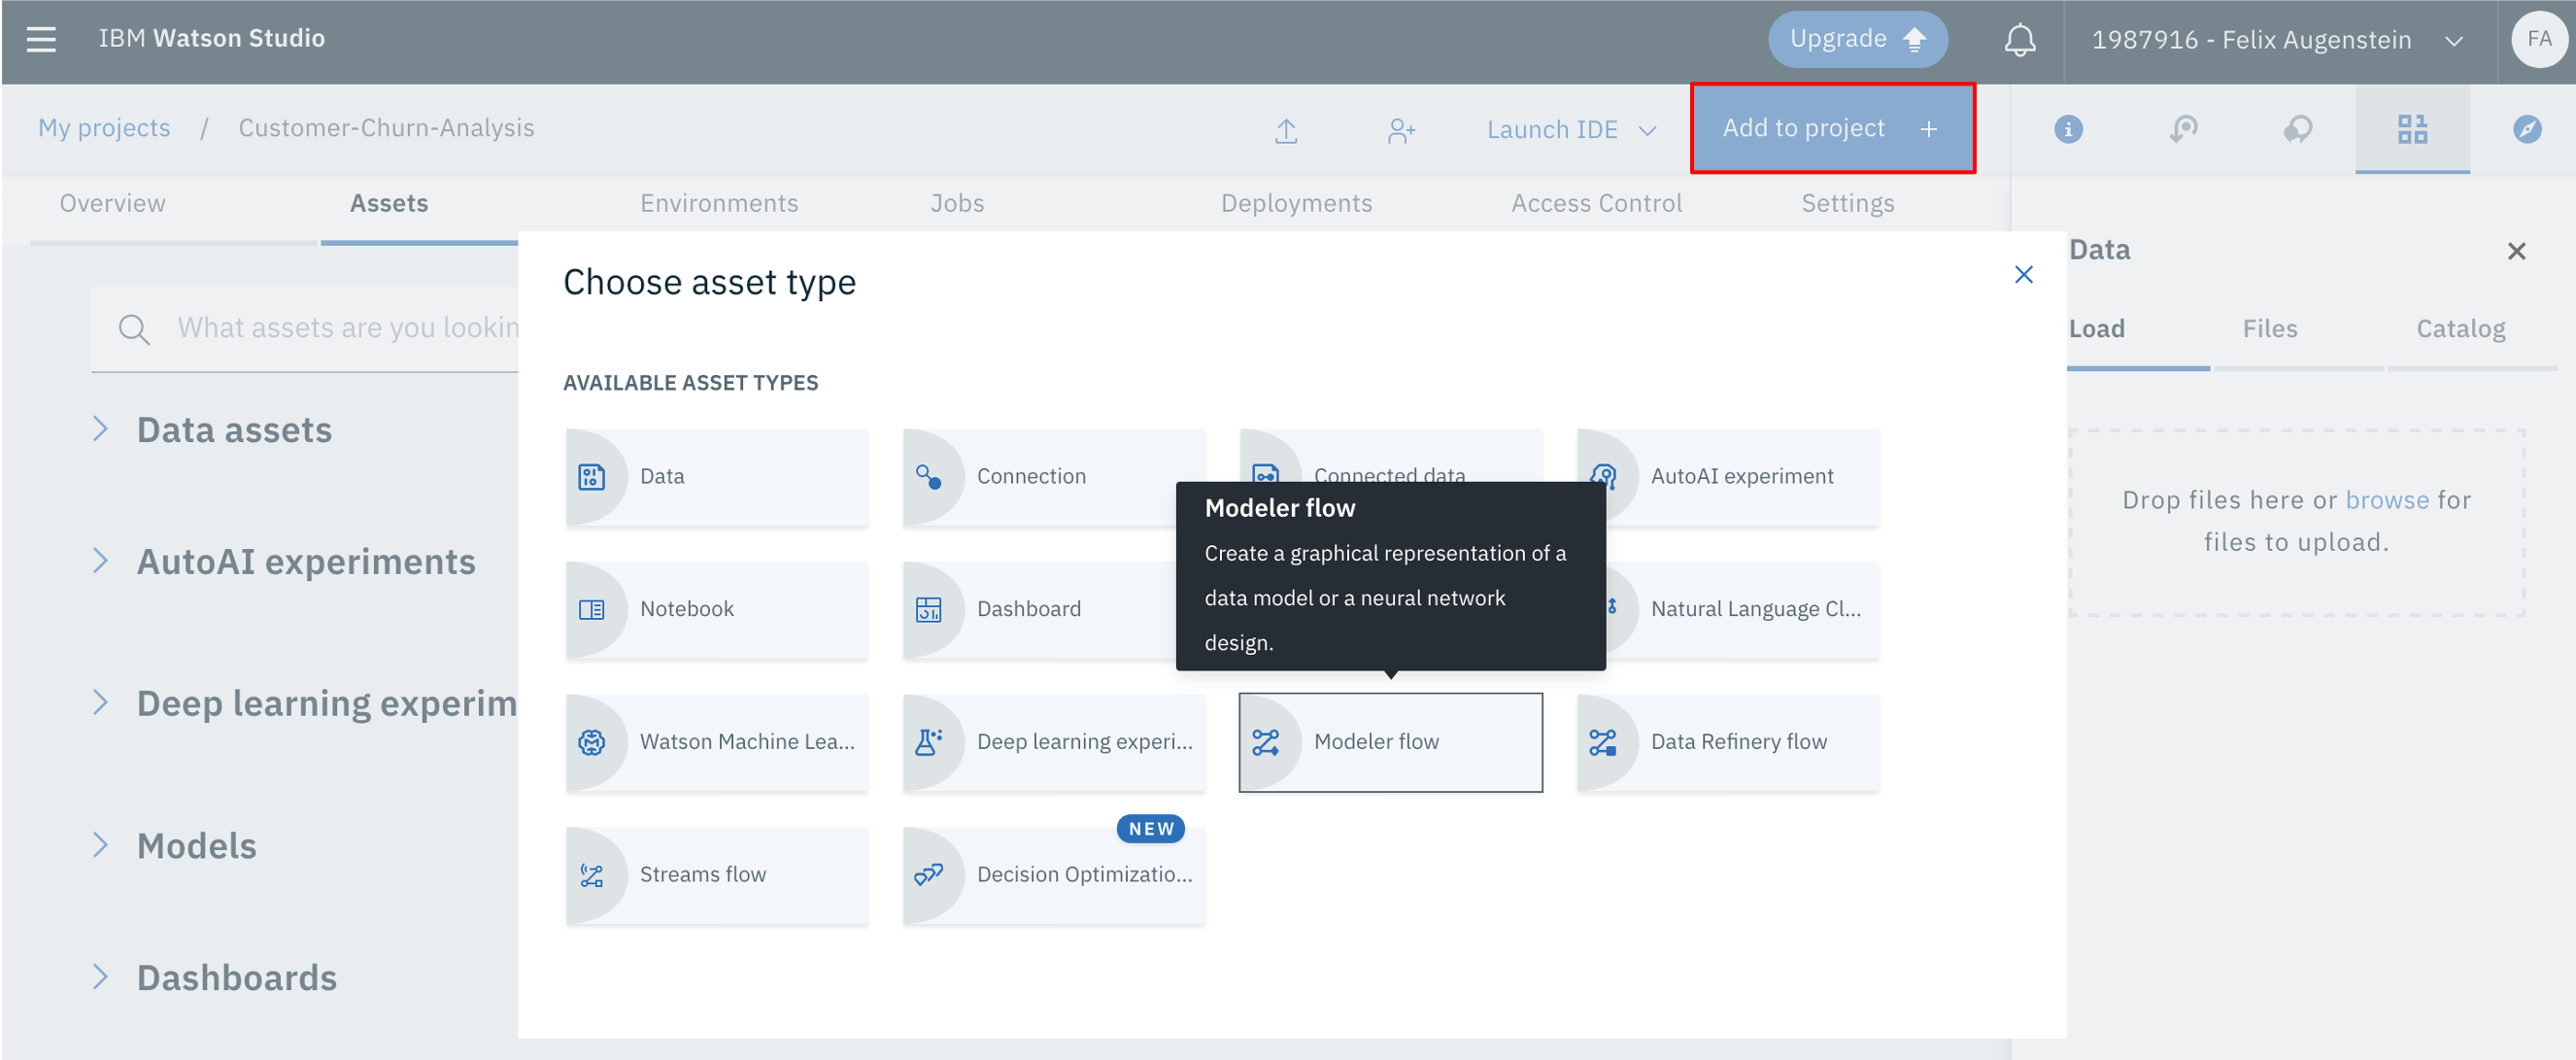 IBM Watson Studio
Upgrade
1987916 - Felix Augenstein
FA
My projects / Customer-Churn-Analysis
Launch IDE
Add to project +
Overview
Assets
Environments
Jobs
Deployments
Access Control
Settings
Data
Load
Files
Catalog
Drop files here or browse for
files to upload.
What assets are you lookin
Data assets
AutoAI experiments
Deep learning experim
Models
Dashboards
Choose asset type
AVAILABLE ASSET TYPES
Data
Connection
Connected data
AutoAI experiment
Modeler flow
Create a graphical representation of a
data model or a neural network
design.
Notebook
Dashboard
Natural Language Cl...
Watson Machine Lea...
Deep learning experi...
Modeler flow
Data Refinery flow
NEW
Streams flow
Decision Optimizatio...